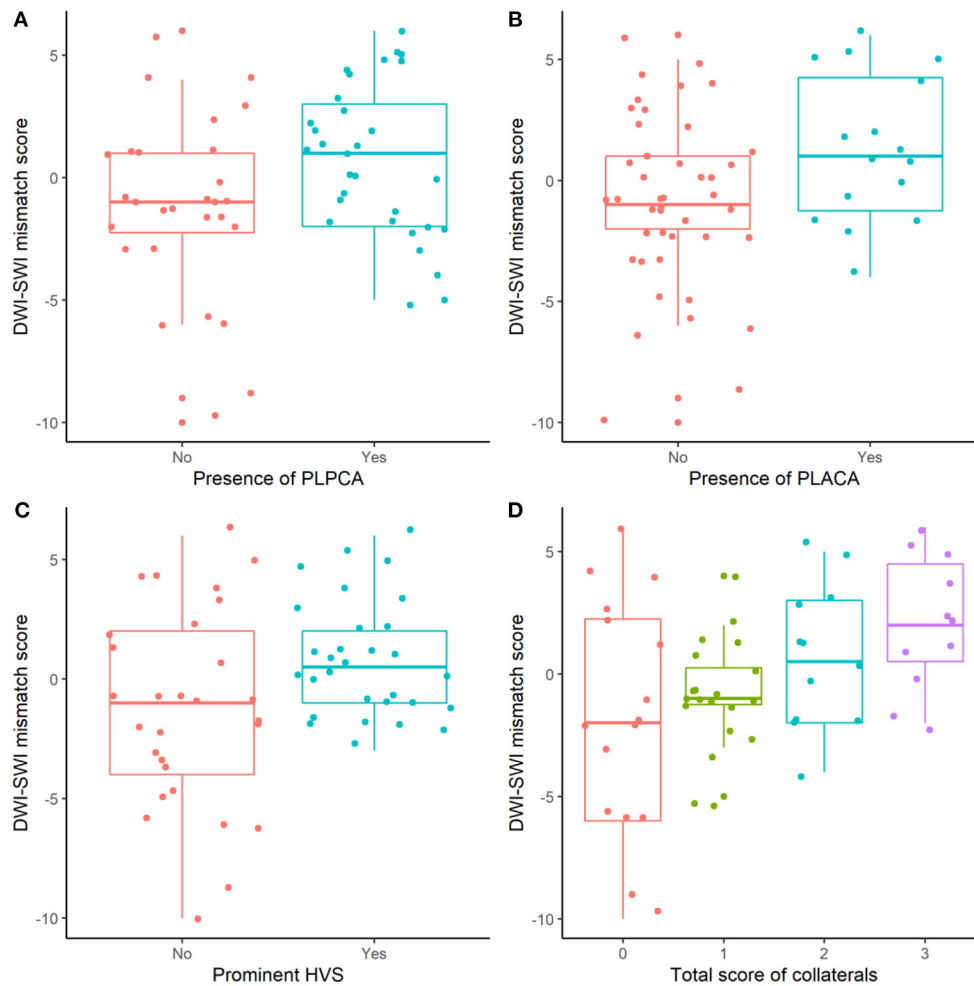 A
DWI-SWI mismatch score
5
0
-5
-10
No Yes
Presence of PLPCA
B
DWI-SWI mismatch score
5
0
-5
-10
No Yes
Presence of PLACA
C
DWI-SWI mismatch score
5
0
-5
-10
No Yes
Prominent HVS
D
DWI-SWI mismatch score
5
0
-5
-10
0 1 2 3
Total score of collaterals